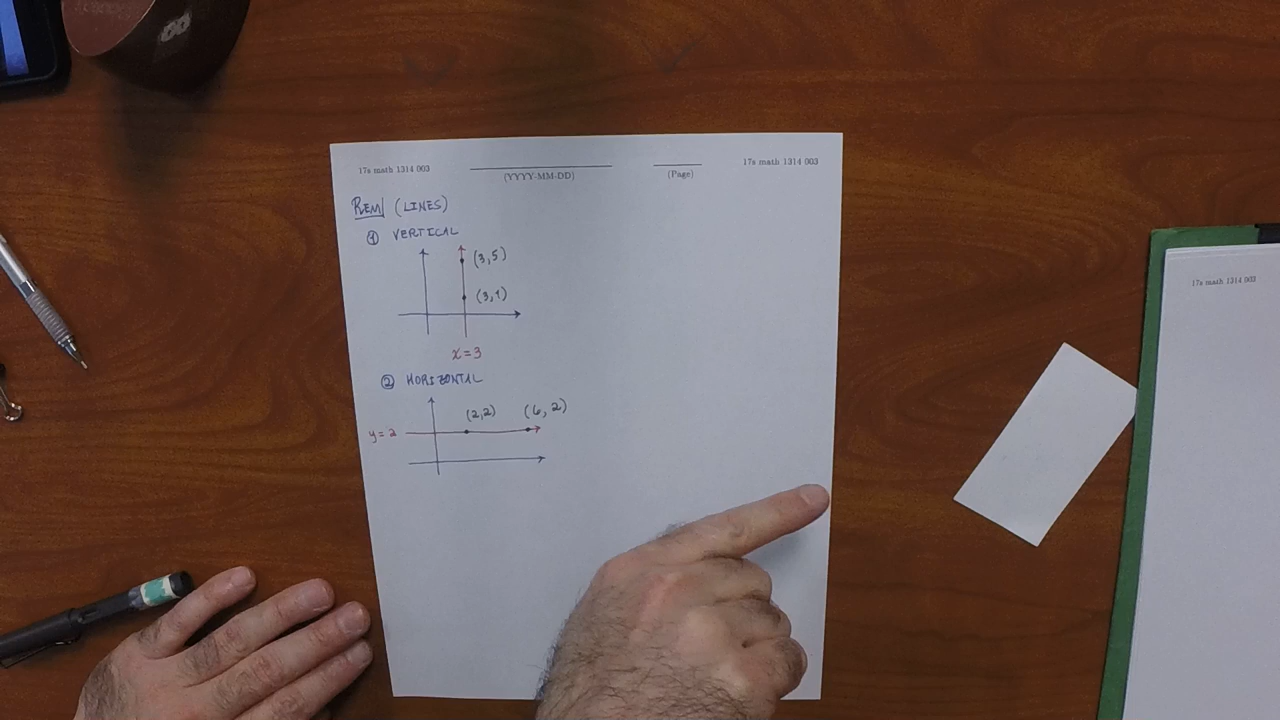 17s math 1314 003 (YYYY-MM-DD) (Page) 17s math 1314 003
REM (LINES)
① VERTICAL
(3,5)
(3,1)
x=3
② HORIZONTAL
(2,2) (6,2)
y=2
17s math 1314 003